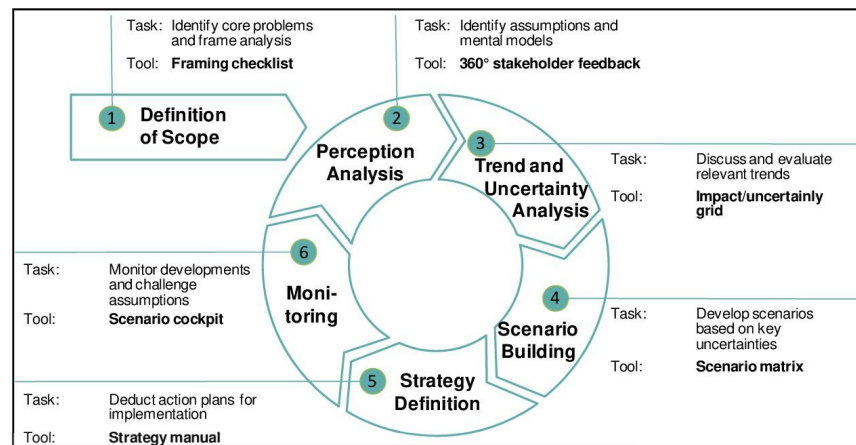 Task: Identify core problems
and frame analysis
Tool: Framing checklist
Task: Identify assumptions and
mental models
Tool: 360° stakeholder feedback
1
Definition
of Scope
2
Perception
Analysis
3
Trend and
Uncertainty
Analysis
Task: Discuss and evaluate
relevant trends
Tool: Impact/uncertainly
grid
6
Moni-
toring
Task: Monitor developments
and challenge
assumptions
Tool: Scenario cockpit
4
Scenario
Building
Task: Develop scenarios
based on key
uncertainties
Tool: Scenario matrix
5
Strategy
Definition
Task: Deduct action plans for
implementation
Tool: Strategy manual